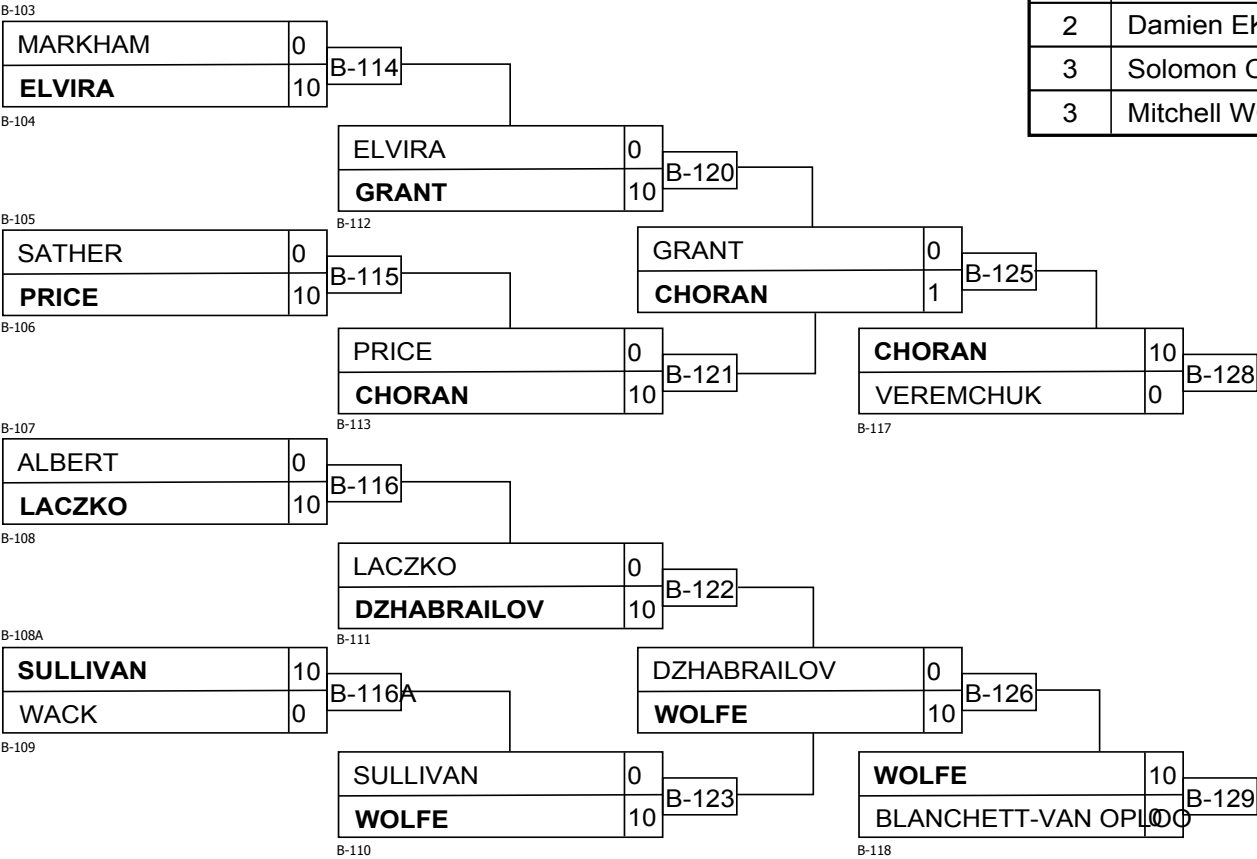 B-103
MARKHAM 0
B-114
ELVIRA 10
B-104
2 Damien
3 Solomon
3 Mitchell
ELVIRA 0
B-120
GRANT 10
B-112
B-105
SATHER 0
B-115
PRICE 10
B-106
GRANT 0
B-125
CHORAN 1
PRICE 0
B-121
CHORAN 10
B-113
CHORAN 10
B-128
VEREMCHUK 0
B-117
B-107
ALBERT 0
B-116
LACZKO 10
B-108
LACZKO 0
B-122
DZHABRAILOV 10
B-111
B-108A
SULLIVAN 10
B-116A
WACK 0
B-109
DZHABRAILOV 0
B-126
WOLFE 10
SULLIVAN 0
B-123
WOLFE 10
B-110
WOLFE 10
B-129
BLANCHETT-VAN OPLOO 0
B-118